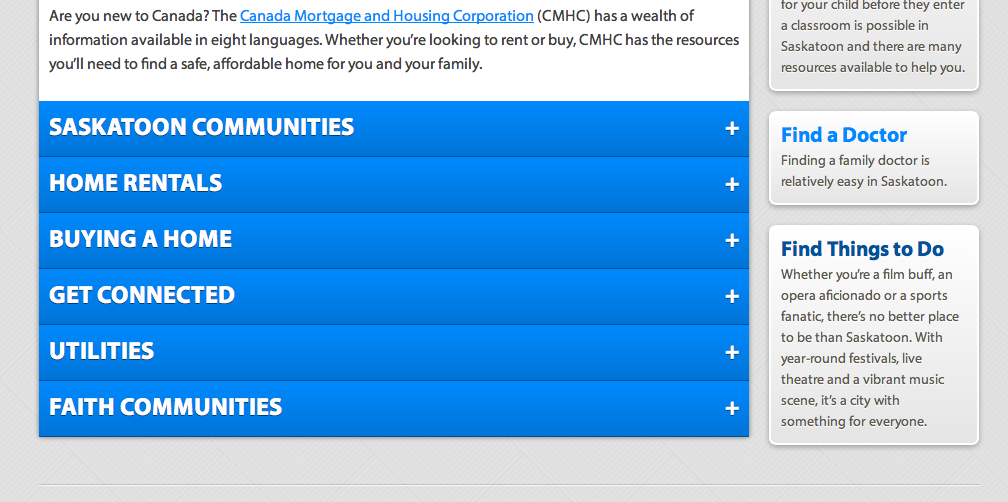 Are you new to Canada? The Canada Mortgage and Housing Corporation (CMHC) has a wealth of
information available in eight languages. Whether you're looking to rent or buy, CMHC has the resources
you'll need to find a safe, affordable home for you and your family.
SASKATOON COMMUNITIES +
HOME RENTALS +
BUYING A HOME +
GET CONNECTED +
UTILITIES +
FAITH COMMUNITIES +
for your child before they enter
a classroom is possible in
Saskatoon and there are many
resources available to help you.
Find a Doctor
Finding a family doctor is
relatively easy in Saskatoon.
Find Things to Do
Whether you're a film buff, an
opera aficionado or a sports
fanatic, there's no better place
to be than Saskatoon. With
year-round festivals, live
theatre and a vibrant music
scene, it's a city with
something for everyone.